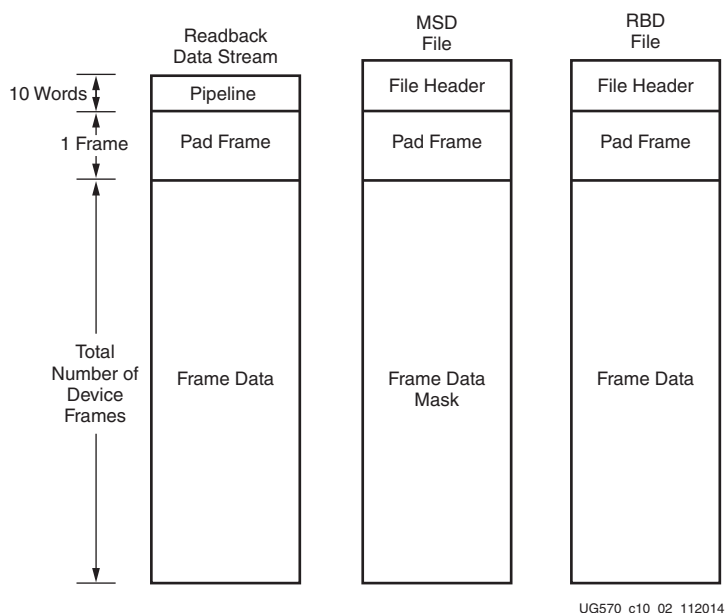 Readback
Data Stream
MSD
File
RBD
File
10 Words
Pipeline
File Header
File Header
1 Frame
Pad Frame
Pad Frame
Pad Frame
Total
Number of
Device
Frames
Frame Data
Frame Data
Mask
Frame Data
UG570_c10_02_112014